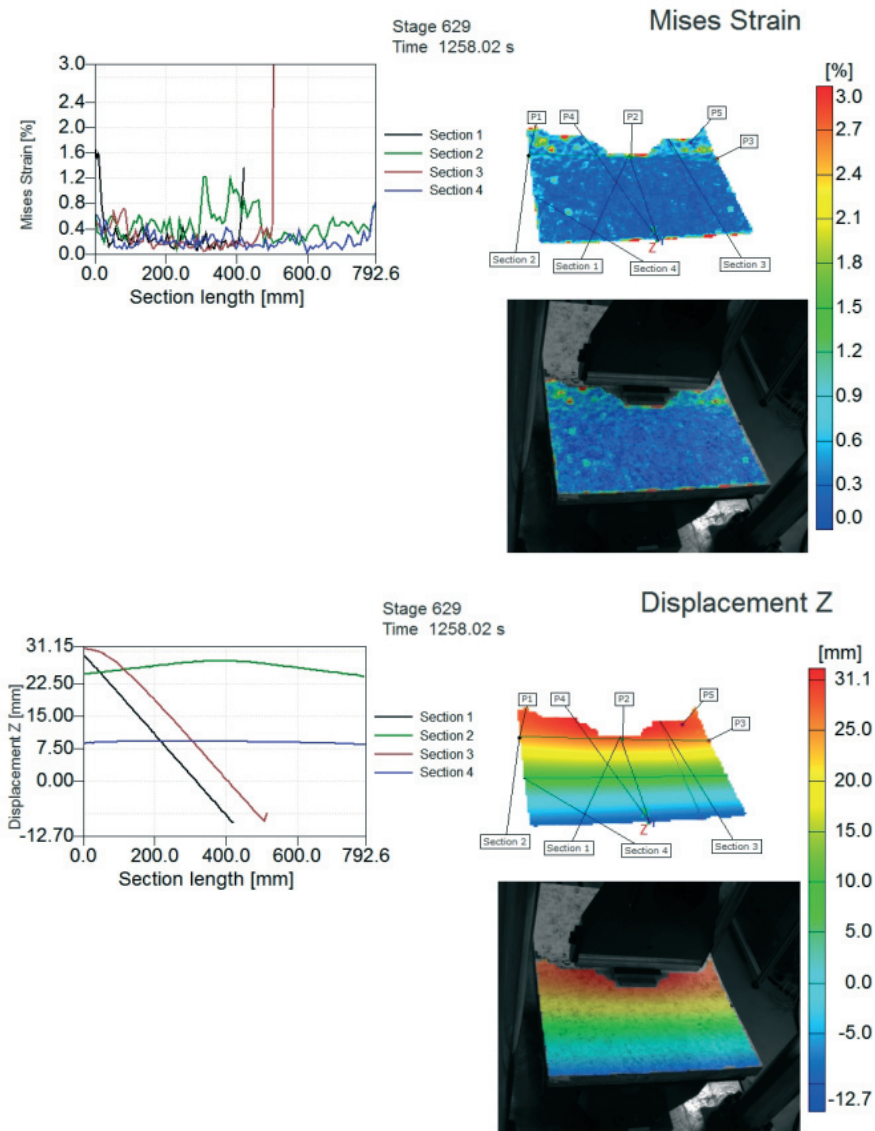 Mises Strain
Stage 629
Time 1258.02 s
[%]
3.0
2.7
2.4
2.1
1.8
1.5
1.2
0.9
0.6
0.3
0.0
Mises Strain [%]
3.0
2.4
2.0
1.6
1.2
0.8
0.4
0.0
0.0 200.0 400.0 600.0 792.6
Section length [mm]
Section 1
Section 2
Section 3
Section 4
P1 P4 P2 P5 P3
Z
Section 2 Section 1 Section 4 Section 3
Displacement Z
Stage 629
Time 1258.02 s
[mm]
31.1
25.0
20.0
15.0
10.0
5.0
0.0
-5.0
-12.7
Displacement Z [mm]
31.15
22.50
15.00
7.50
0.00
-12.70
0.0 200.0 400.0 600.0 792.6
Section length [mm]
Section 1
Section 2
Section 3
Section 4
P1 P4 P2 P5 P3
Z
Section 2 Section 1 Section 4 Section 3